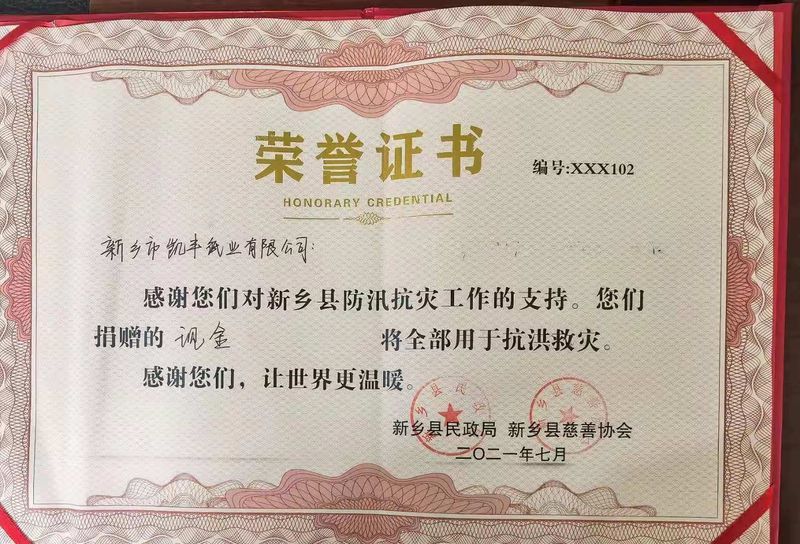 荣誉证书
HONORARY CREDENTIAL
编号:XXX102
新乡市凯丰纸业有限公司:
感谢您们对新乡县防汛抗灾工作的支持。您们
捐赠的 现金 将全部用于抗洪救灾。
感谢您们，让世界更温暖。
新乡县民政局 新乡县慈善协会
二〇二一年七月